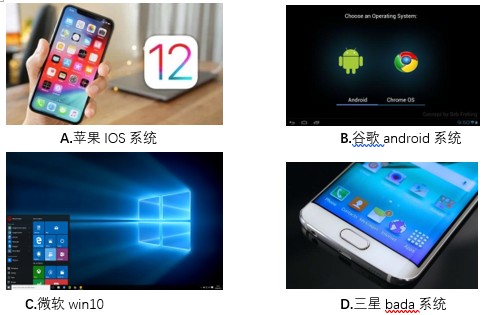 12
Choose an Operating System:
Android Chrome OS
A.苹果 IOS 系统
B.谷歌 android 系统
C.微软 win10
D.三星 bada 系统